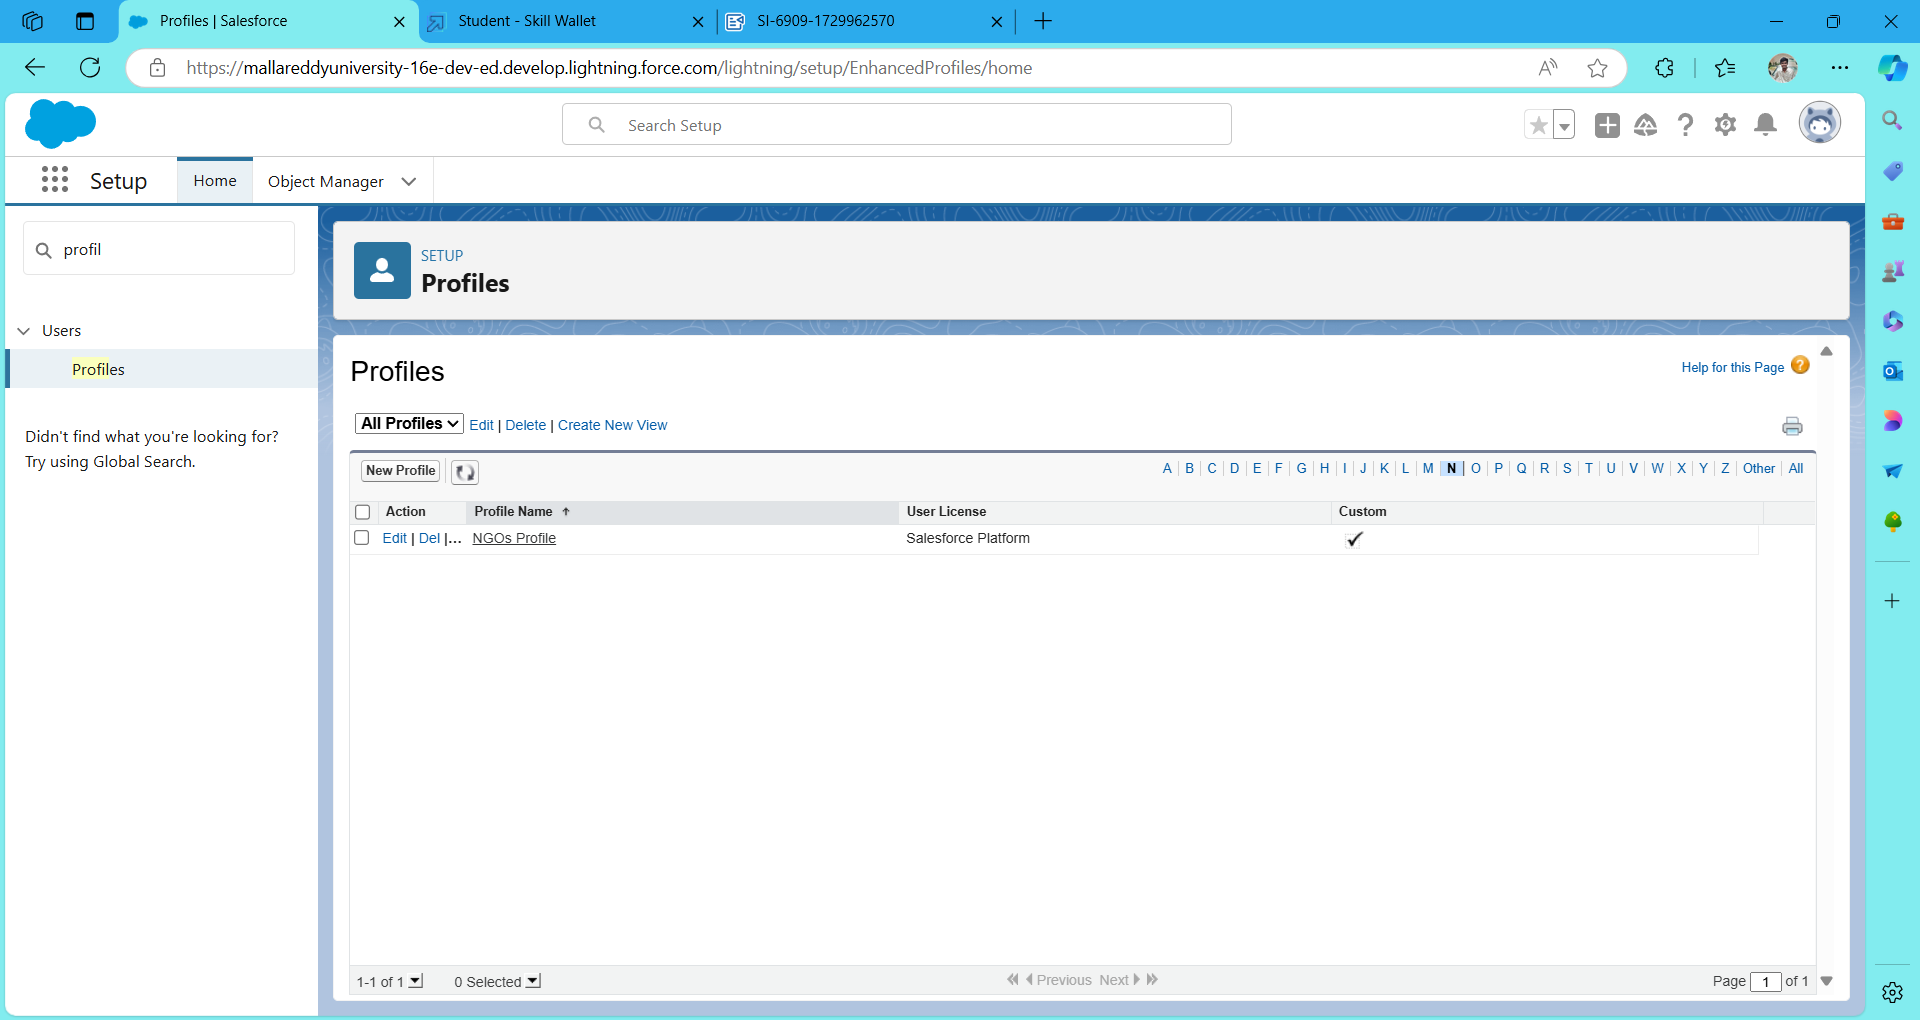 Profiles | Salesforce
Student - Skill Wallet
SI-6909-1729962570
https://mallareddyuniversity-16e-dev-ed.develop.lightning.force.com/lightning/setup/EnhancedProfiles/home
Search Setup
Setup
Home
Object Manager
profil
Users
Profiles
Didn't find what you're looking for?
Try using Global Search.
SETUP
Profiles
Profiles
Help for this Page ?
All Profiles Edit | Delete | Create New View
New Profile
A | B | C | D | E | F | G | H | I | J | K | L | M | N | O | P | Q | R | S | T | U | V | W | X | Y | Z | Other | All
Action Profile Name User License Custom
Edit | Del |... NGOs Profile Salesforce Platform
1-1 of 1 0 Selected Previous Next Page 1 of 1